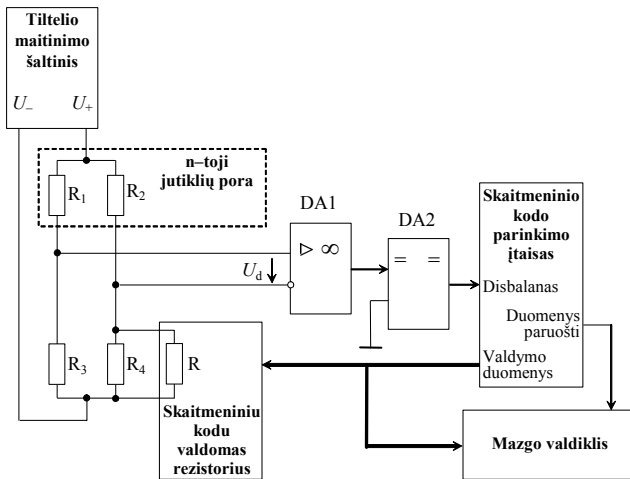 Tiltelio
maitinimo
šaltinis
U– U+
n–toji
jutiklių pora
R1 R2
DA1
▷ ∞
DA2
= =
Ud
Skaitmeninio
kodo
parinkimo
įtaisas
Disbalanas
Duomenys
paruošti
Valdymo
duomenys
R3 R4 R
Skaitmeniniu
kodu
valdomas
rezistorius
Mazgo valdiklis